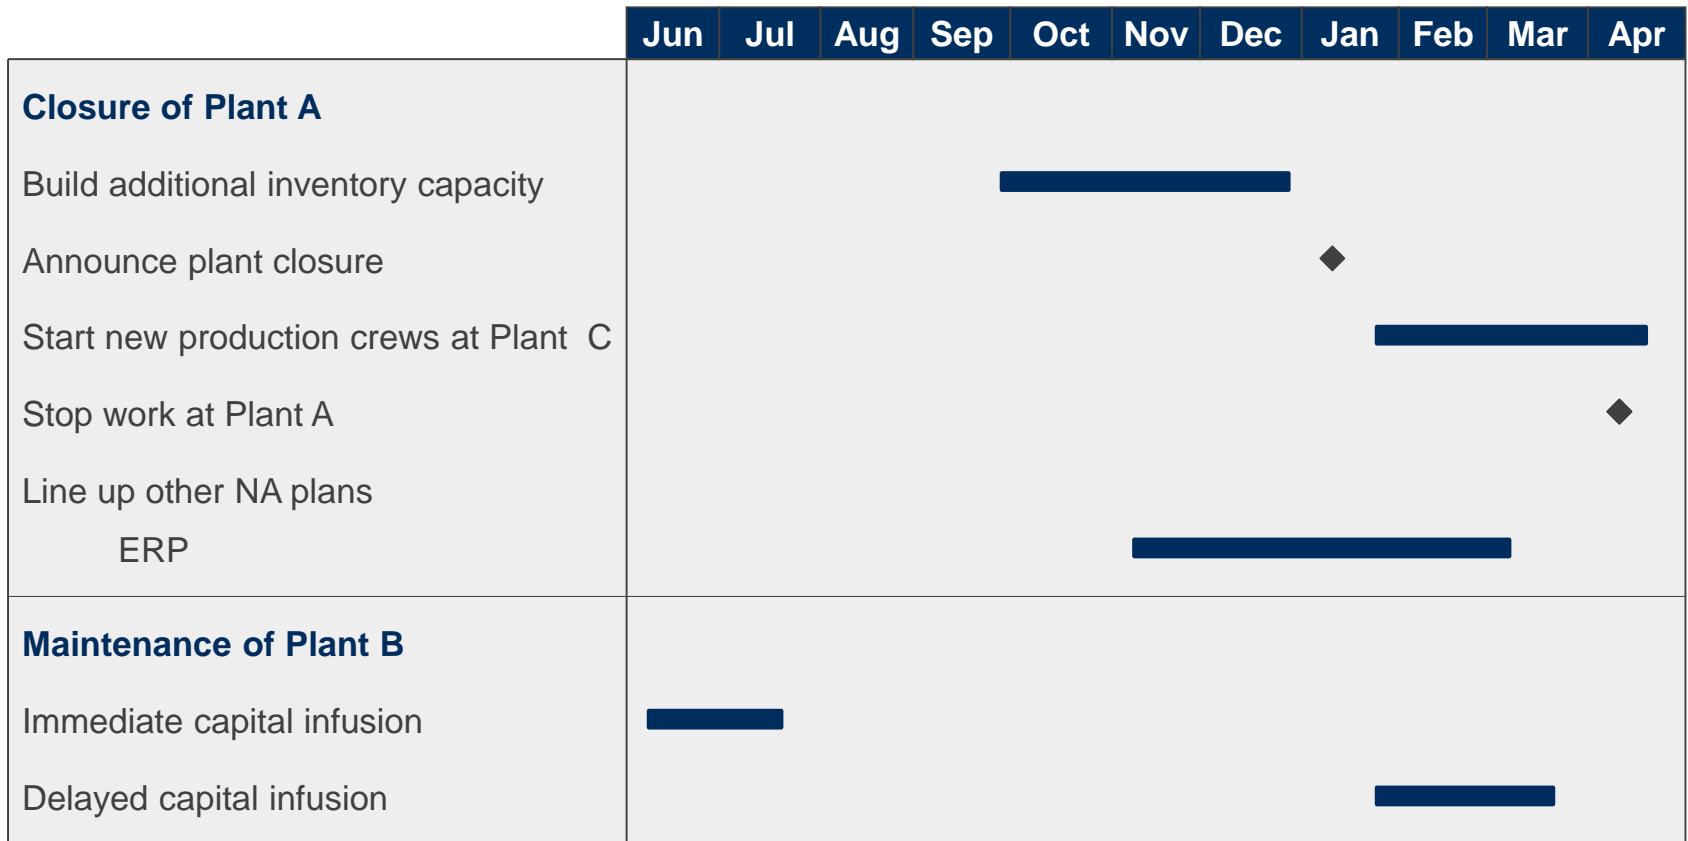 Jun Jul Aug Sep Oct Nov Dec Jan Feb Mar Apr
Closure of Plant A
Build additional inventory capacity
Announce plant closure
Start new production crews at Plant  C
Stop work at Plant A
Line up other NA plans
ERP
Maintenance of Plant B
Immediate capital infusion
Delayed capital infusion